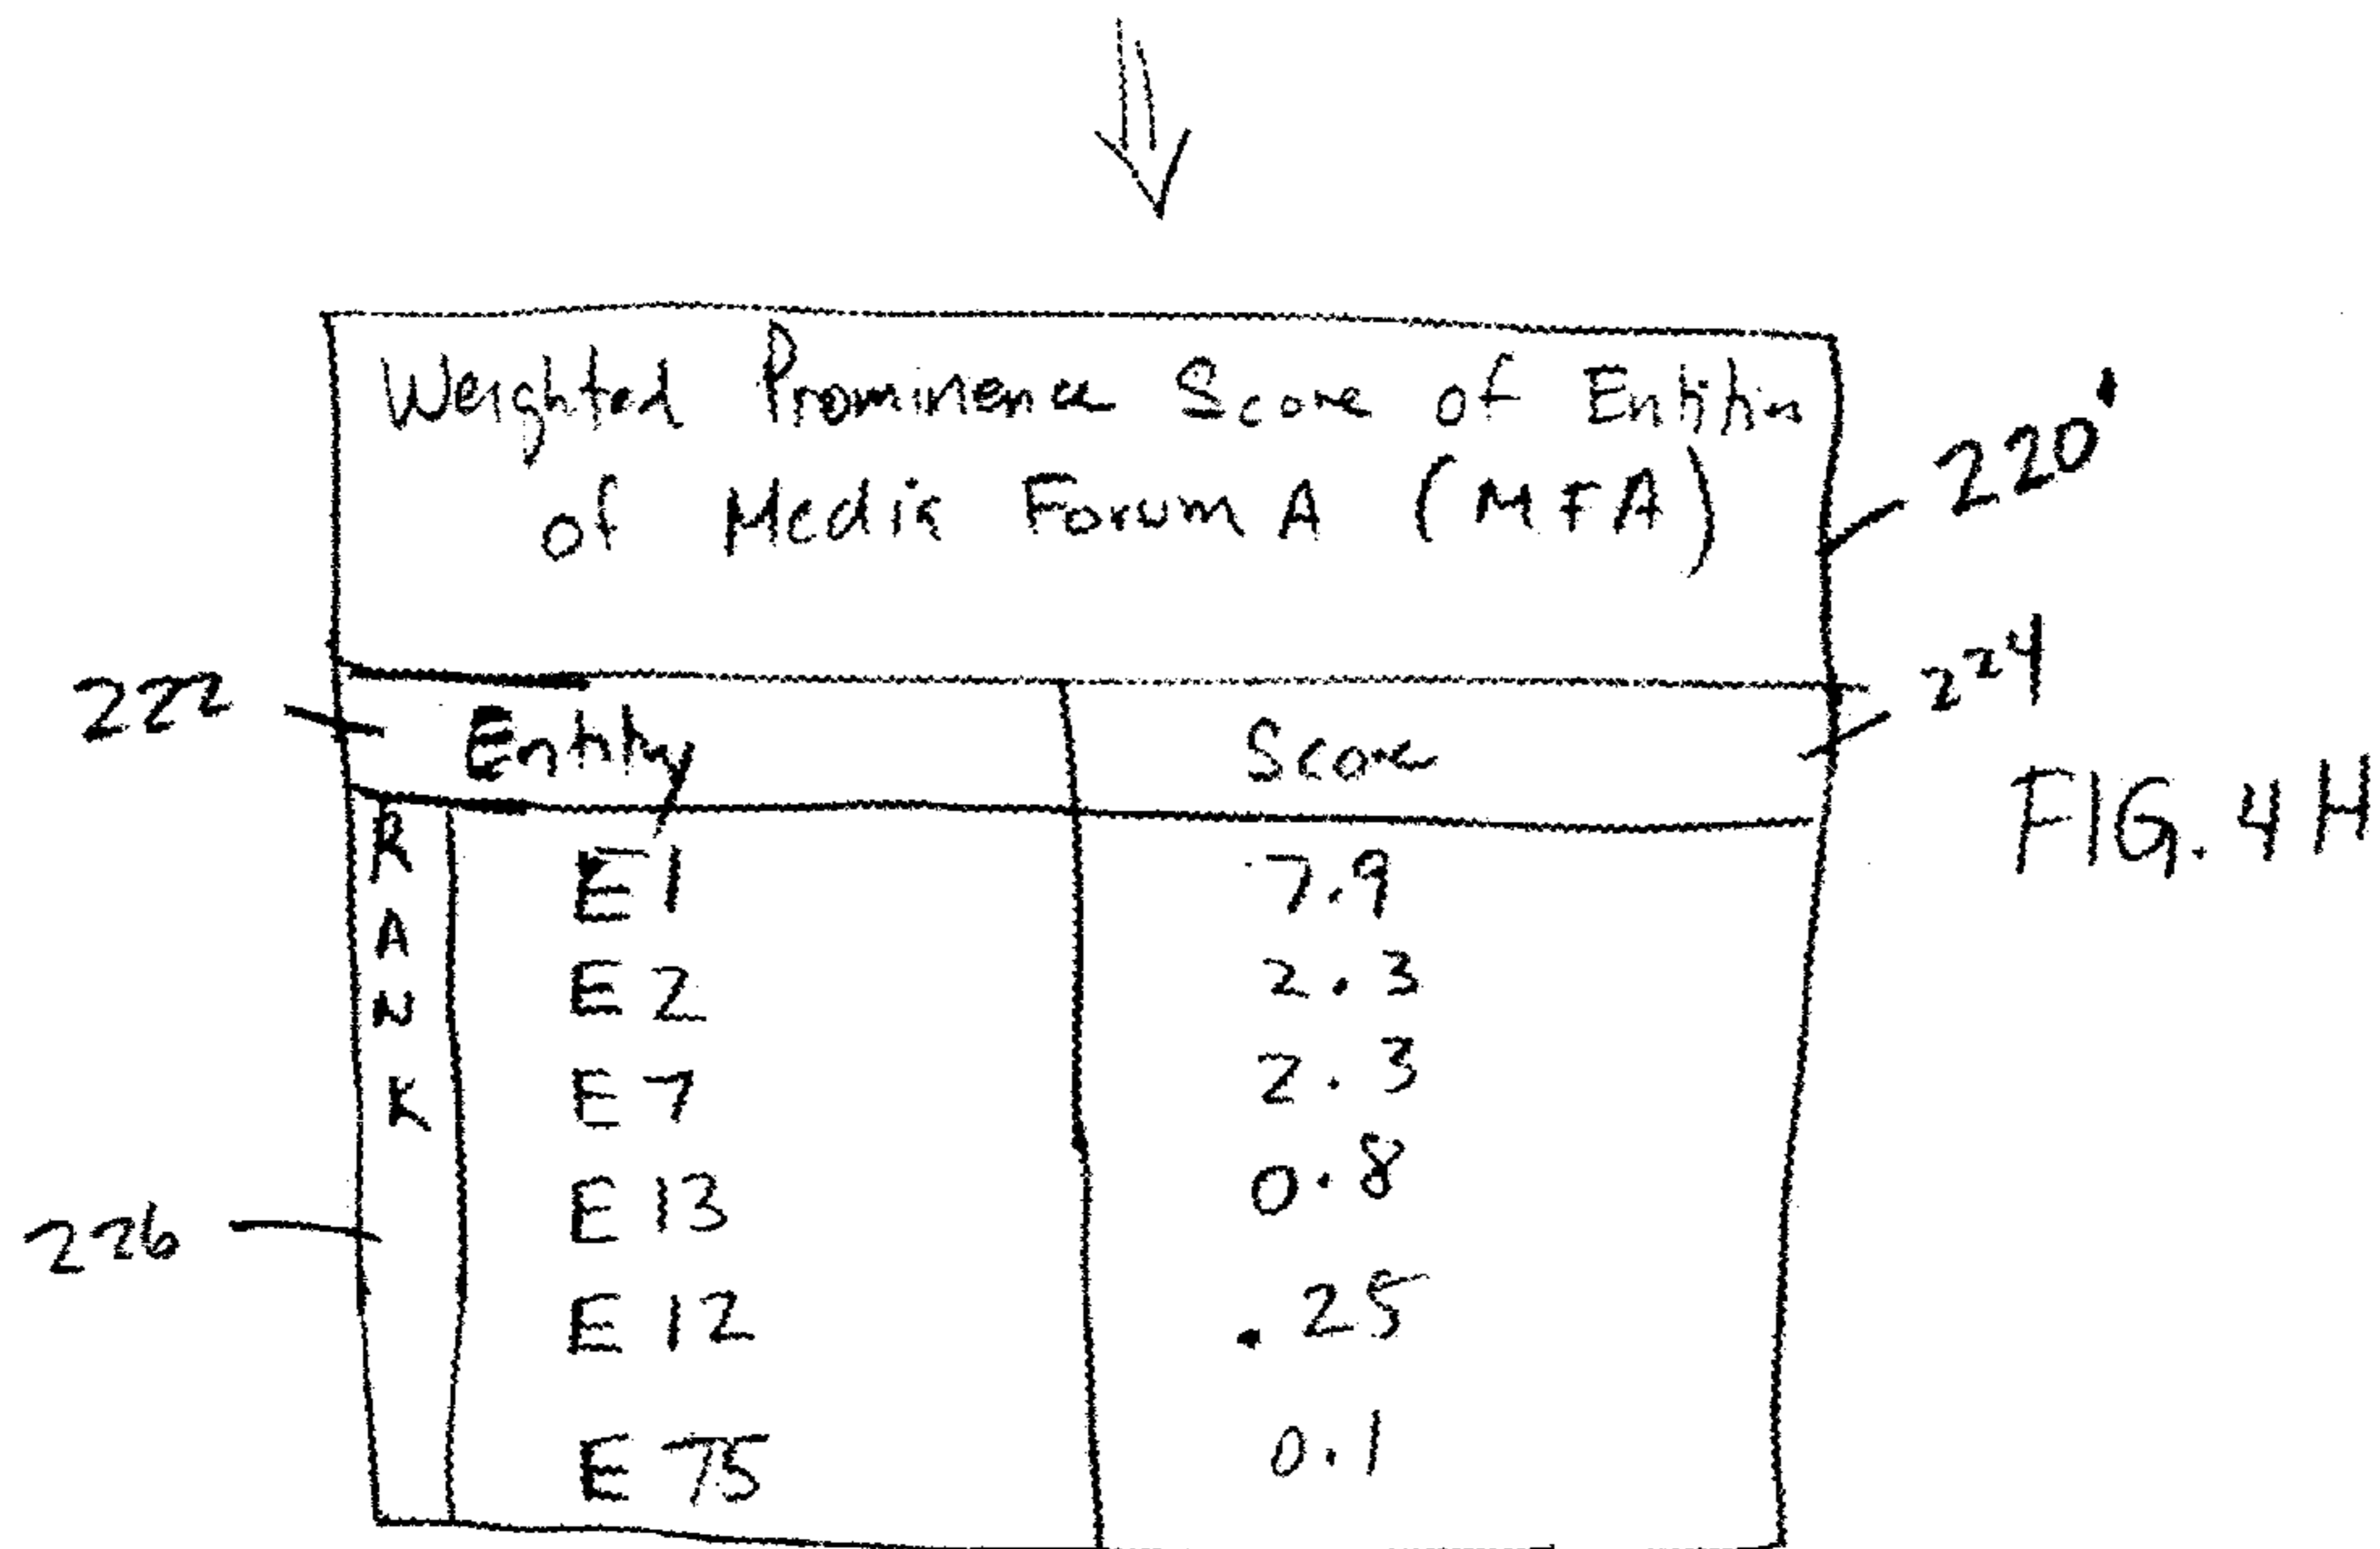 Weighted Prominence Score of Entities
of Media Forum A (MFA)
220'
222
224
Entity Score
FIG. 4H
RANK
E1 7.9
E2 2.3
E7 2.3
E13 0.8
226
E12 .25
E75 0.1